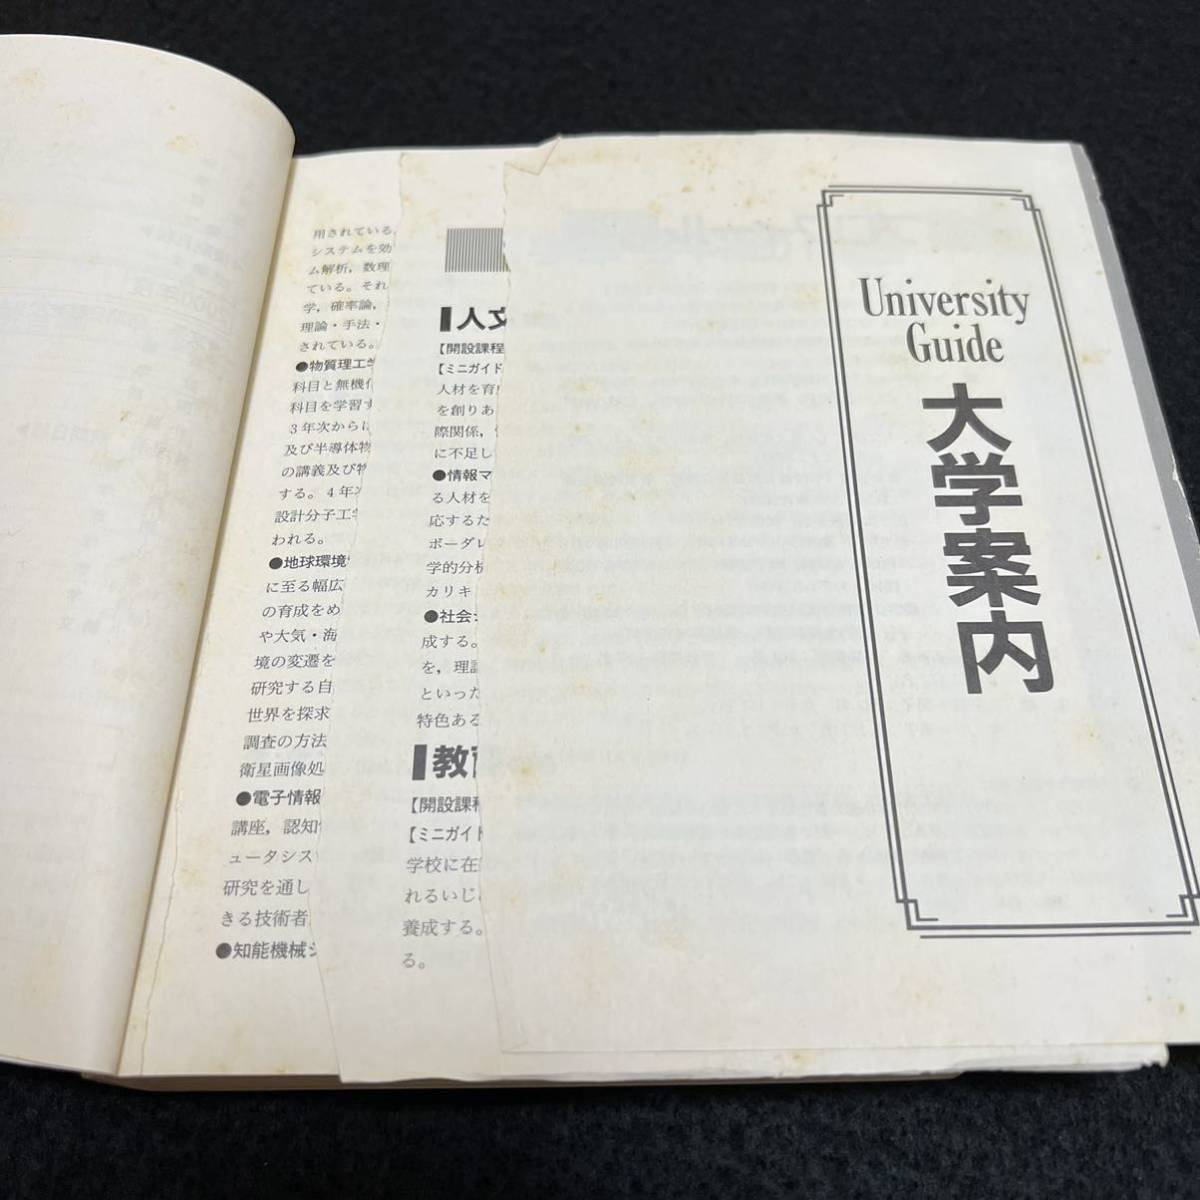 用されている
システムを効
ム解析，数理
ている。それ
学，確率論，
理論・手法・
されている。
●物質理工学
科目と無機化
科目を学習す
3年次からに
及び半導体物
の講義及び物
する。4年次
設計分子工学
われる。
●地球環境
に至る幅広
の育成をめ
や大気・海
境の変遷を
研究する自
世界を探求
調査の方法
衛星画像処
●電子情報
講座，認知
ュータシス
研究を通し
きる技術者
●知能機械シ
人文
【開設課程
【ミニガイド
人材を育
を創りあ
際関係，
に不足し
●情報マ
る人材を
応するた
ボーダレ
学的分析
カリキ
●社会シ
成する。
を，理論
といった
特色ある
教育
【開設課程
【ミニガイド
学校に在
れるいじ
養成する。
る。
University
Guide
大学案内